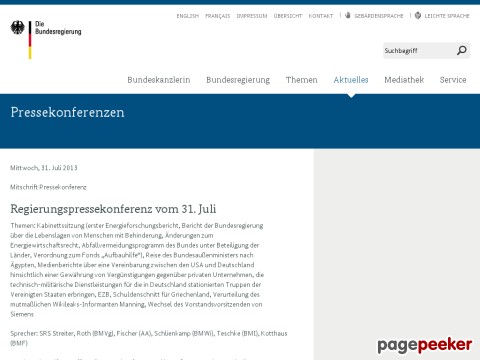 Die
Bundesregierung
ENGLISH FRANÇAIS IMPRESSUM ÜBERSICHT KONTAKT GEBÄRDENSPRACHE LEICHTE SPRACHE
Suchbegriff
Bundeskanzlerin Bundesregierung Themen Aktuelles Mediathek Service
Pressekonferenzen
Mittwoch, 31. Juli 2013
Mitschrift Pressekonferenz
Regierungspressekonferenz vom 31. Juli
Themen: Kabinettssitzung (erster Energieforschungsbericht, Bericht der Bundesregierung
über die Lebenslagen von Menschen mit Behinderung, Änderungen zum
Energiewirtschaftsrecht, Abfallvermeidungsprogramm des Bundes unter Beteiligung der
Länder, Verordnung zum Fonds „Aufbauhilfe“), Reise des Bundesaußenministers nach
Ägypten, Medienberichte über eine Vereinbarung zwischen den USA und Deutschland
hinsichtlich einer Gewährung von Vergünstigungen gegenüber privaten Unternehmen, die
technisch-militärische Dienstleistungen für die in Deutschland stationierten Truppen der
Vereinigten Staaten erbringen, EZB, Schuldenschnitt für Griechenland, Verurteilung des
mutmaßlichen Wikileaks-Informanten Manning, Wechsel des Vorstandsvorsitzenden von
Siemens
Sprecher: SRS Streiter, Roth (BMVg), Fischer (AA), Schlienkamp (BMWi), Teschke (BMI), Kotthaus
(BMF)
pagepeeker